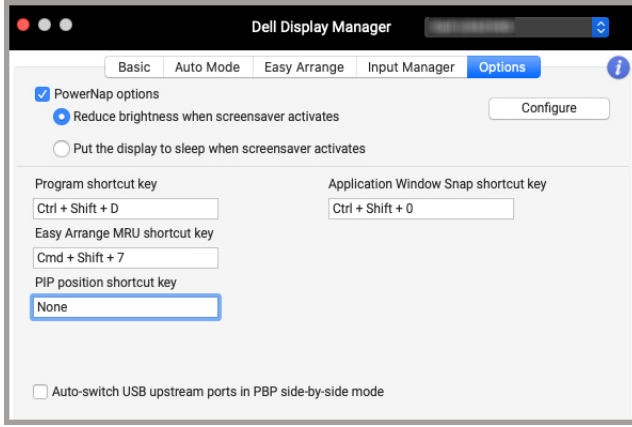 Dell Display Manager
Basic Auto Mode Easy Arrange Input Manager Options
i
PowerNap options
Configure
Reduce brightness when screensaver activates
Put the display to sleep when screensaver activates
Program shortcut key
Application Window Snap shortcut key
Ctrl + Shift + D
Ctrl + Shift + 0
Easy Arrange MRU shortcut key
Cmd + Shift + 7
PIP position shortcut key
None
Auto-switch USB upstream ports in PBP side-by-side mode